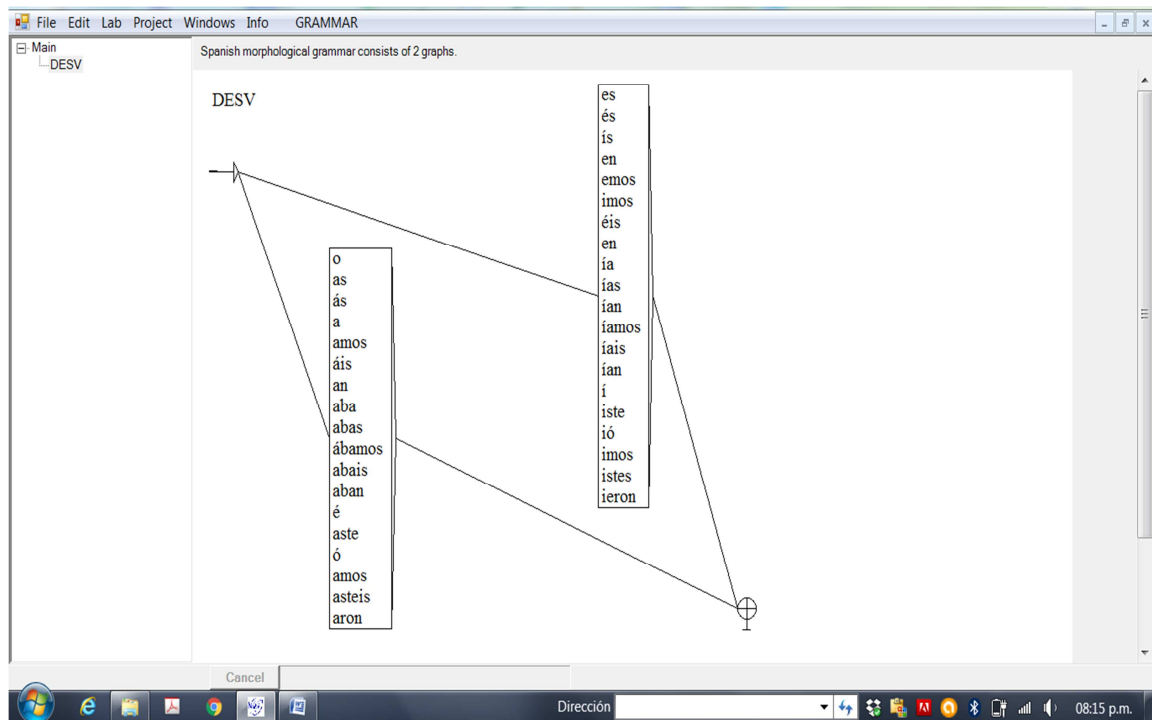 File Edit Lab Project Windows Info GRAMMAR
Main
DESV
Spanish morphological grammar consists of 2 graphs.
DESV
es
és
ís
en
emos
imos
éis
en
ía
ías
ían
íamos
íais
ían
í
iste
ió
imos
istes
ieron
o
as
ás
a
amos
áis
an
aba
abas
ábamos
abais
aban
é
aste
ó
amos
asteis
aron
Cancel
Dirección
08:15 p.m.